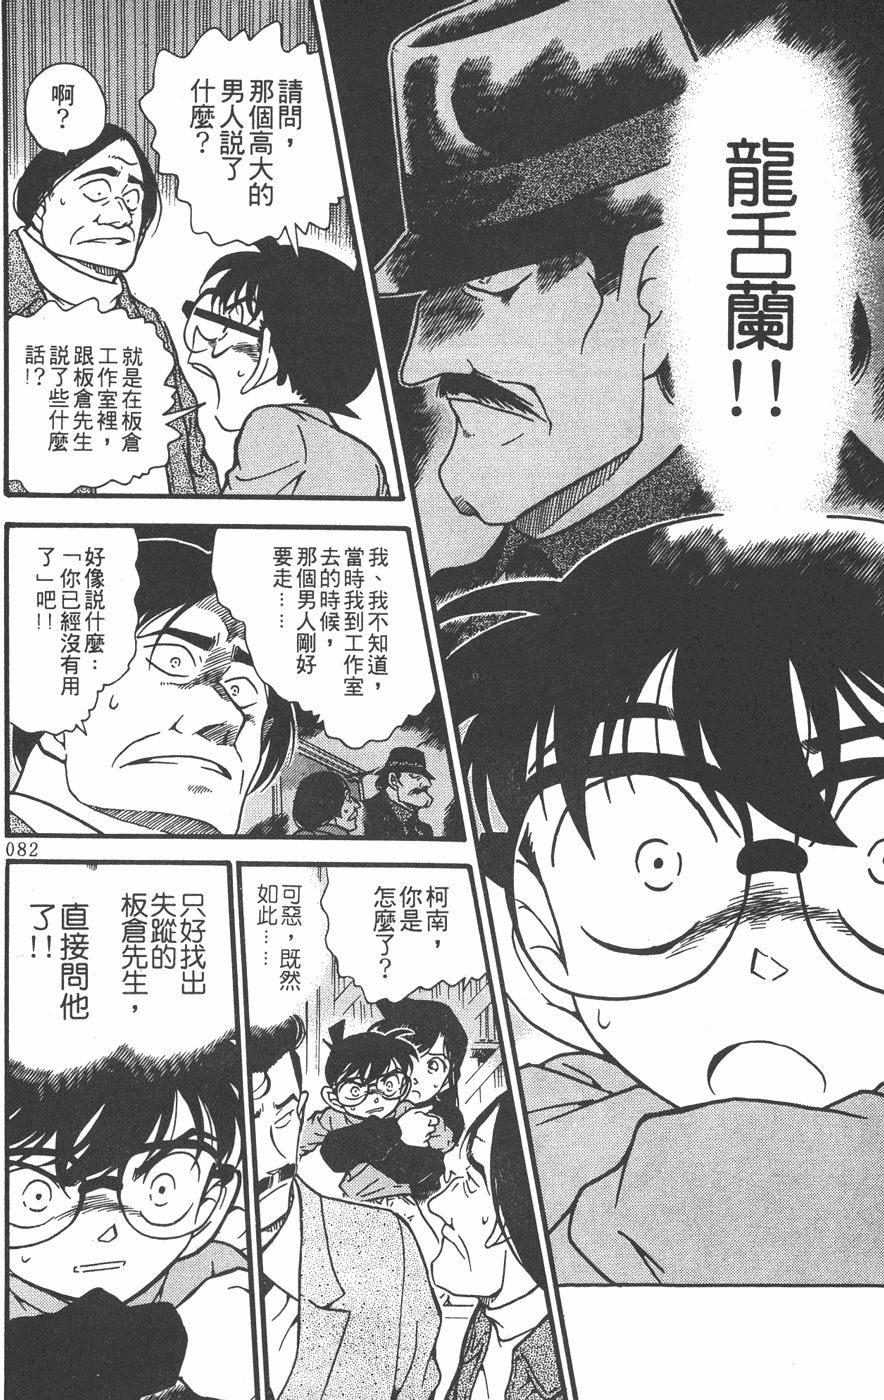 龍舌蘭!!
請問，
那個高大的
男人說了
什麼？
啊？
就是在板倉
工作室裡，
跟板倉先生
說了些什麼
話!?
我、我不知道，
當時我到工作室
去的時候，
那個男人剛好
要走……
好像說什麼：
「你已經沒有用
了」吧!!
082
柯南，
你是
怎麼了？
可惡，既然
如此……
只好找出
失蹤的
板倉先生，
直接問他
了!!